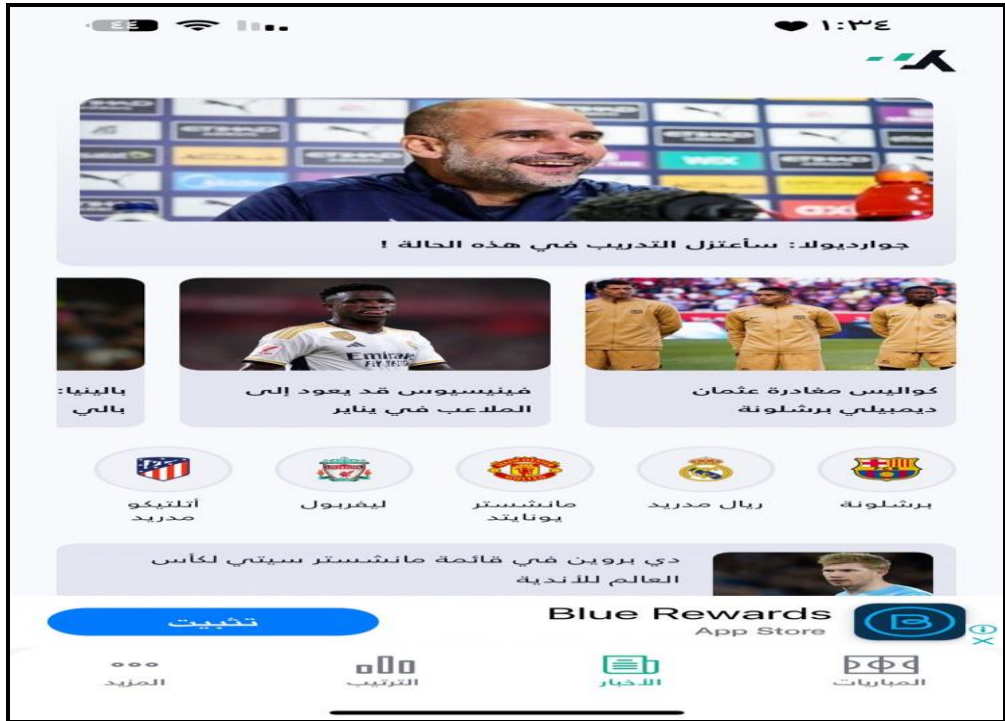 ١:٣٤
٤٤
جوارديولا: سأعتزل التدريب في هذه الحالة !
كواليس مغادرة عثمان
ديمبيلي برشلونة
فينيسيوس قد يعود إلى
الملاعب في يناير
بالينيا:
بالي
برشلونة
ريال مدريد
مانشستر
يونايتد
ليفربول
أتلتيكو
مدريد
دي بروين في قائمة مانشستر سيتي لكأس
العالم للأندية
Blue Rewards
App Store
تثبيت
المباريات
الأخبار
الترتيب
المزيد